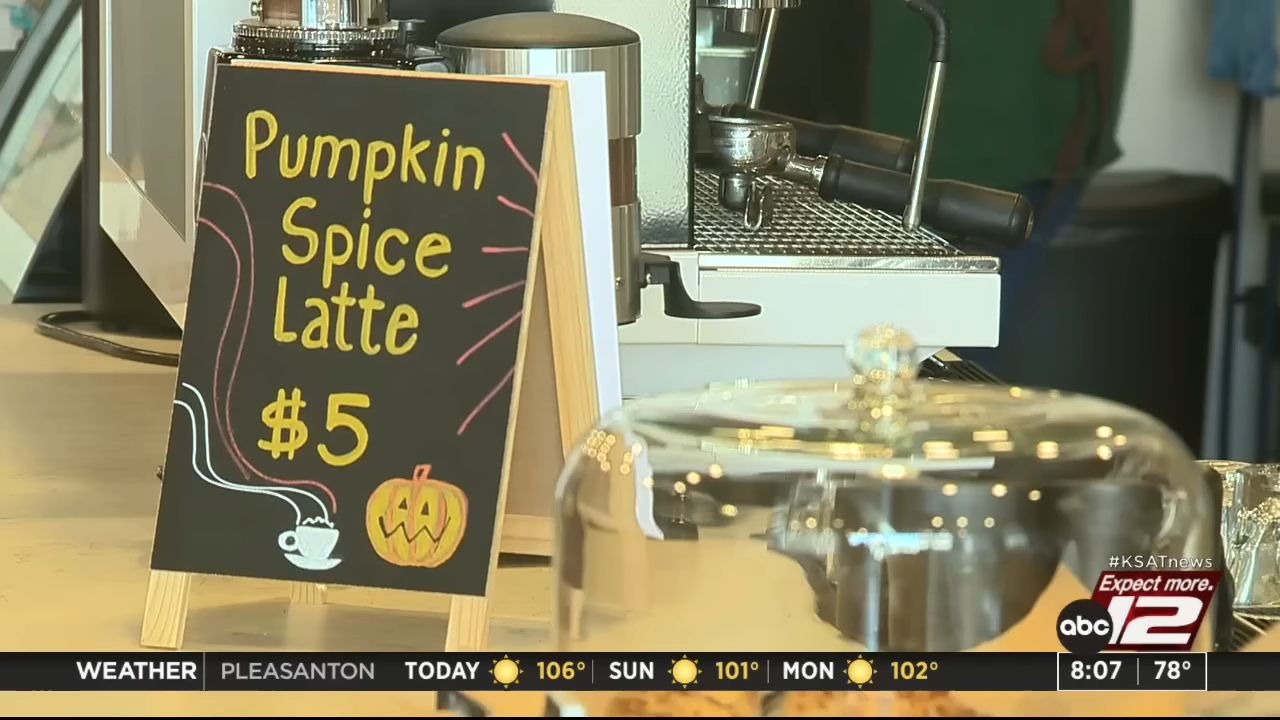 Pumpkin
Spice
Latte
$5
#KSATnews
Expect more.
abc 12
WEATHER PLEASANTON TODAY 106° SUN 101° MON 102° 8:07 78°